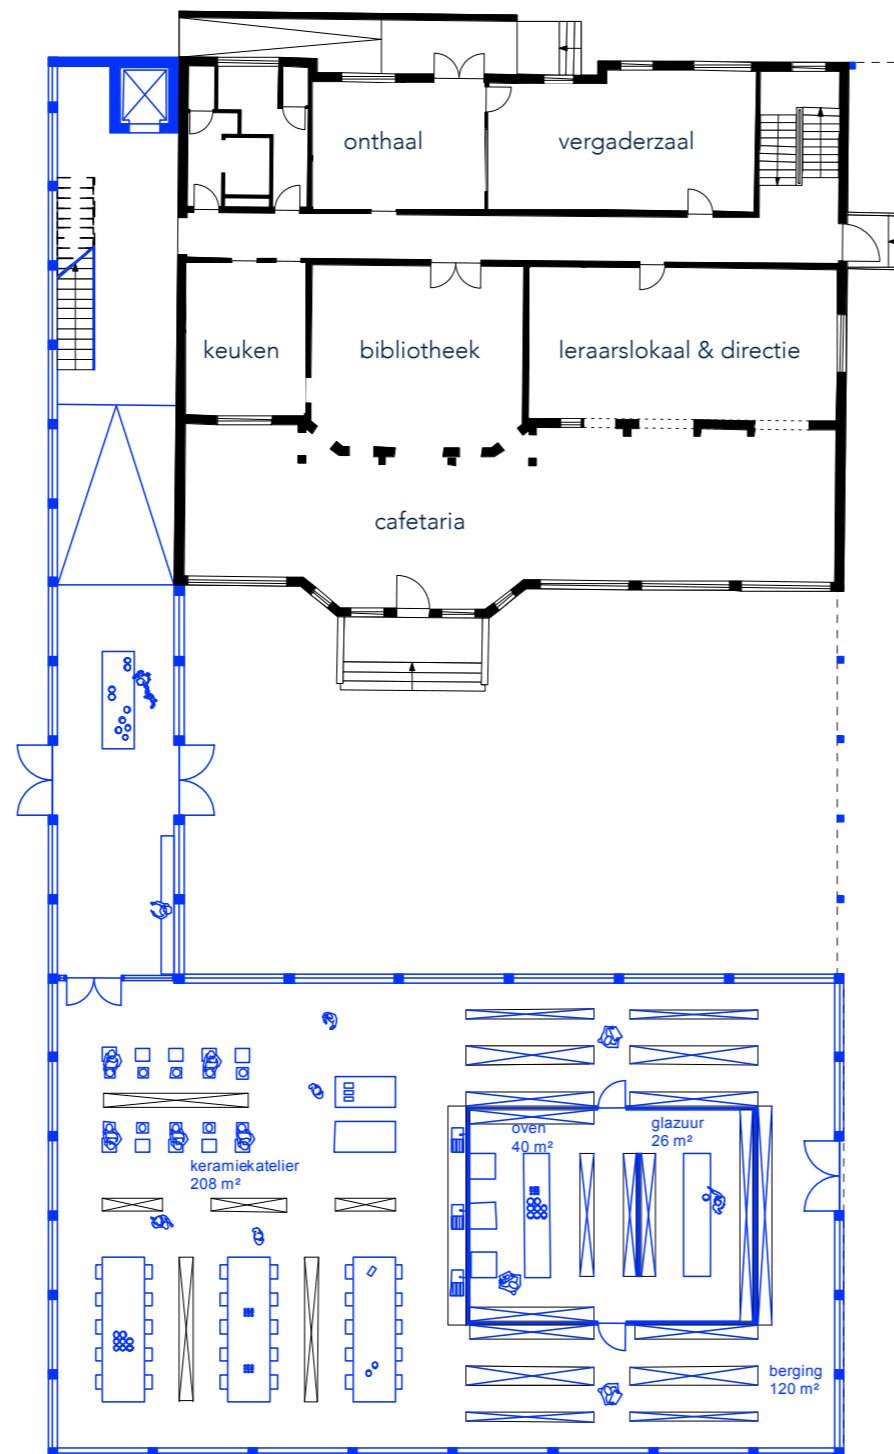 onthaal
vergaderzaal
keuken
bibliotheek
leraarslokaal & directie
cafetaria
oven
40 m²
glazuur
26 m²
keramiekatelier
208 m²
berging
120 m²